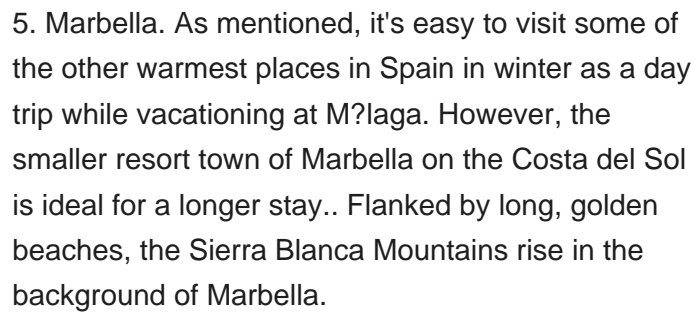 5. Marbella. As mentioned, it's easy to visit some of
the other warmest places in Spain in winter as a day
trip while vacationing at M?laga. However, the
smaller resort town of Marbella on the Costa del Sol
is ideal for a longer stay.. Flanked by long, golden
beaches, the Sierra Blanca Mountains rise in the
background of Marbella.